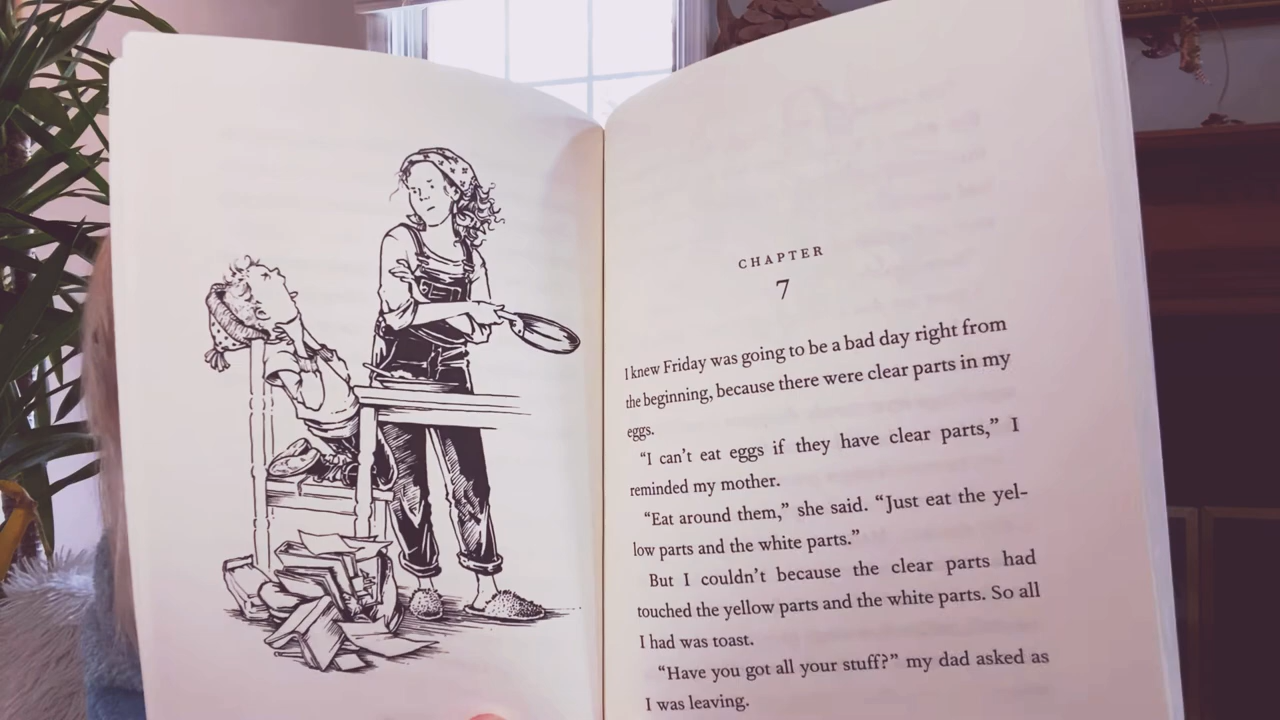 CHAPTER
7
I knew Friday was going to be a bad day right from
the beginning, because there were clear parts in my
eggs.
“I can’t eat eggs if they have clear parts,” I
reminded my mother.
“Eat around them,” she said. “Just eat the yel-
low parts and the white parts.”
But I couldn’t because the clear parts had
touched the yellow parts and the white parts. So all
I had was toast.
“Have you got all your stuff?” my dad asked as
I was leaving.